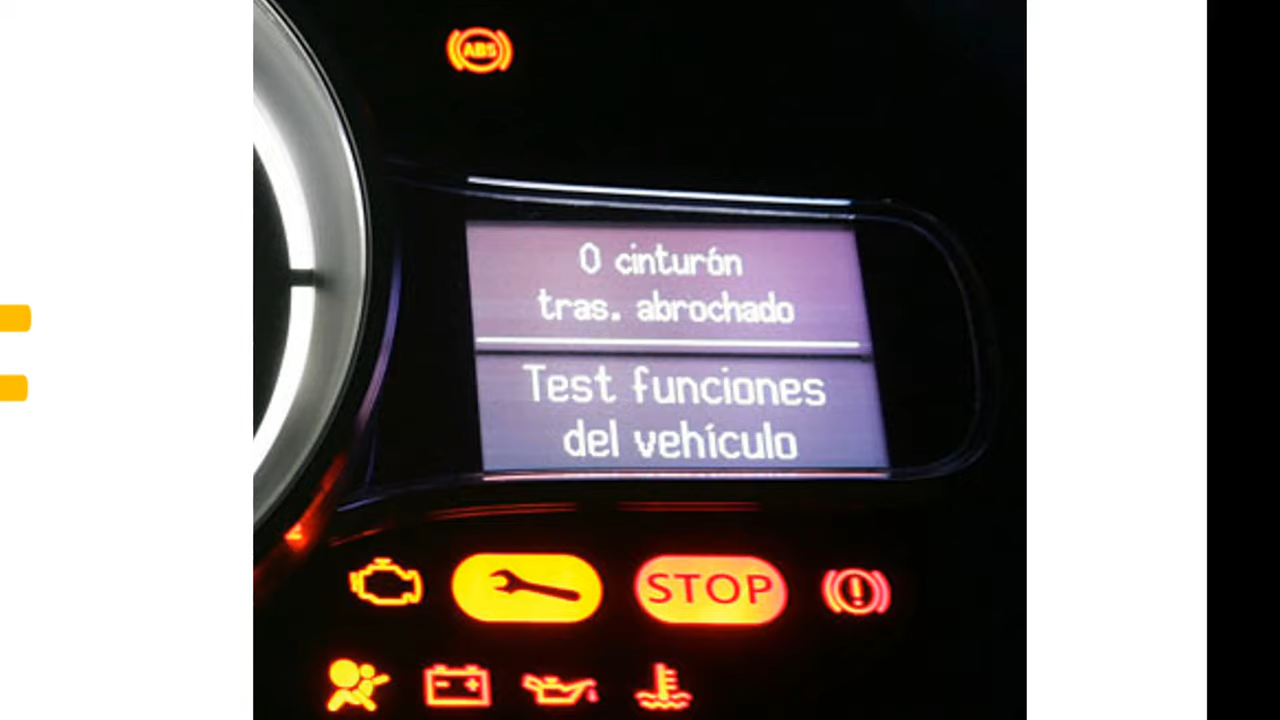 ABS
0 cinturón
tras. abrochado
Test funciones
del vehículo
STOP